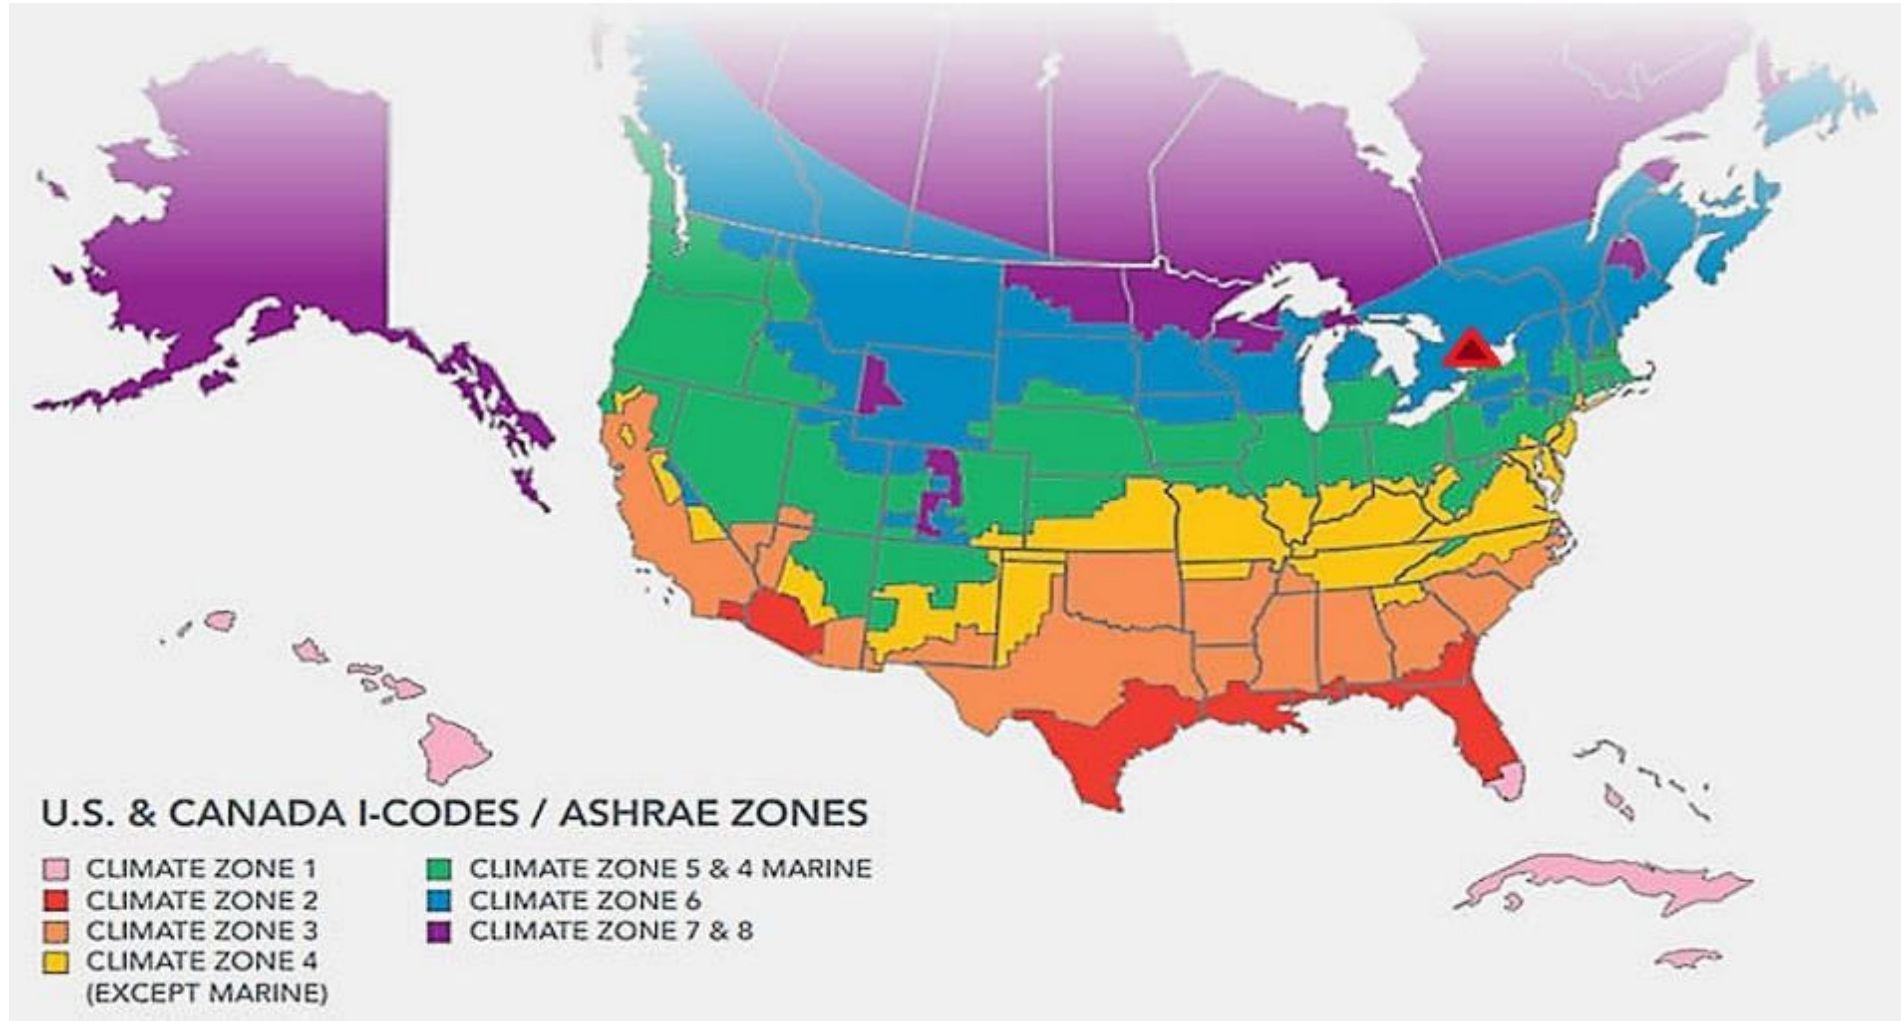 U.S. & CANADA I-CODES / ASHRAE ZONES
CLIMATE ZONE 1
CLIMATE ZONE 2
CLIMATE ZONE 3
CLIMATE ZONE 4
(EXCEPT MARINE)
CLIMATE ZONE 5 & 4 MARINE
CLIMATE ZONE 6
CLIMATE ZONE 7 & 8